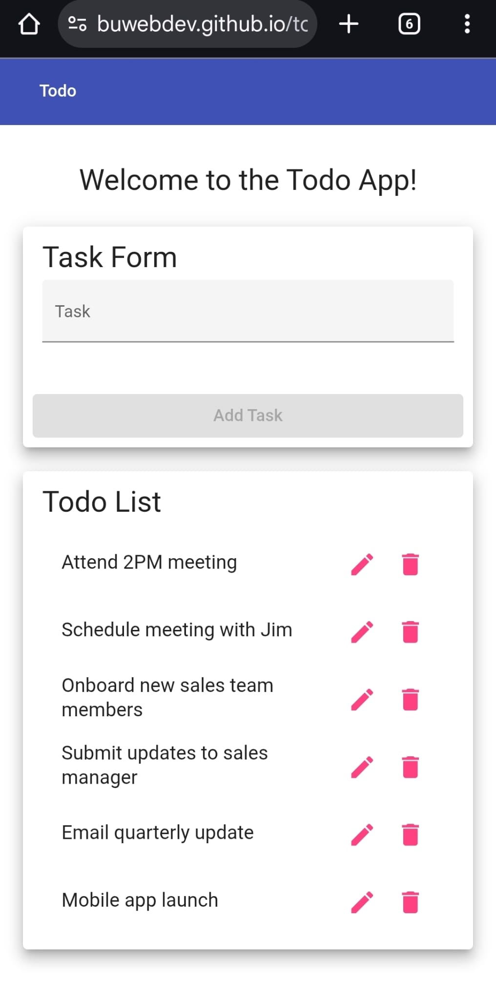 buwebdev.github.io/to
6
Todo
Welcome to the Todo App!
Task Form
Task
Add Task
Todo List
Attend 2PM meeting
Schedule meeting with Jim
Onboard new sales team
members
Submit updates to sales
manager
Email quarterly update
Mobile app launch